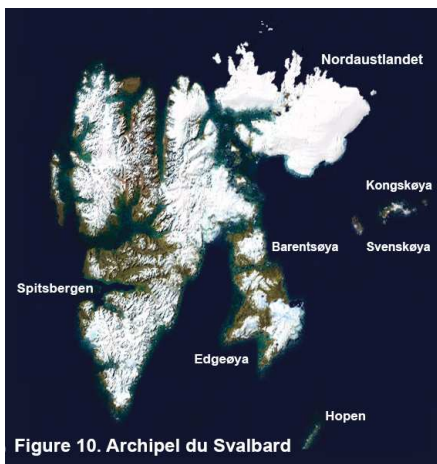 Nordaustlandet
Kongskøya
Barentsøya
Svenskøya
Spitsbergen
Edgeøya
Hopen
Figure 10. Archipel du Svalbard